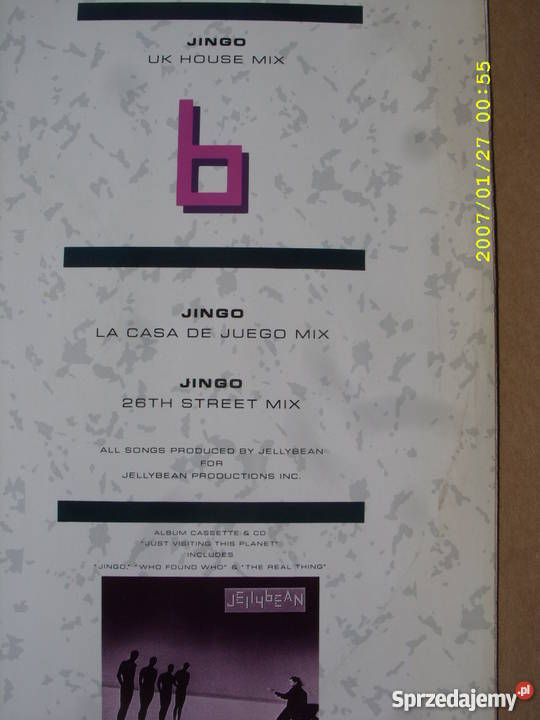 JINGO
UK HOUSE MIX
b
JINGO
LA CASA DE JUEGO MIX
JINGO
26TH STREET MIX
ALL SONGS PRODUCED BY JELLYBEAN
FOR
JELLYBEAN PRODUCTIONS INC.
ALBUM CASSETTE & CD
"JUST VISITING THIS PLANET"
INCLUDES
"JINGO," "WHO FOUND WHO" & "THE REAL THING"
JELLYbEAN
2007/01/27 00:55
Sprzedajemy.pl